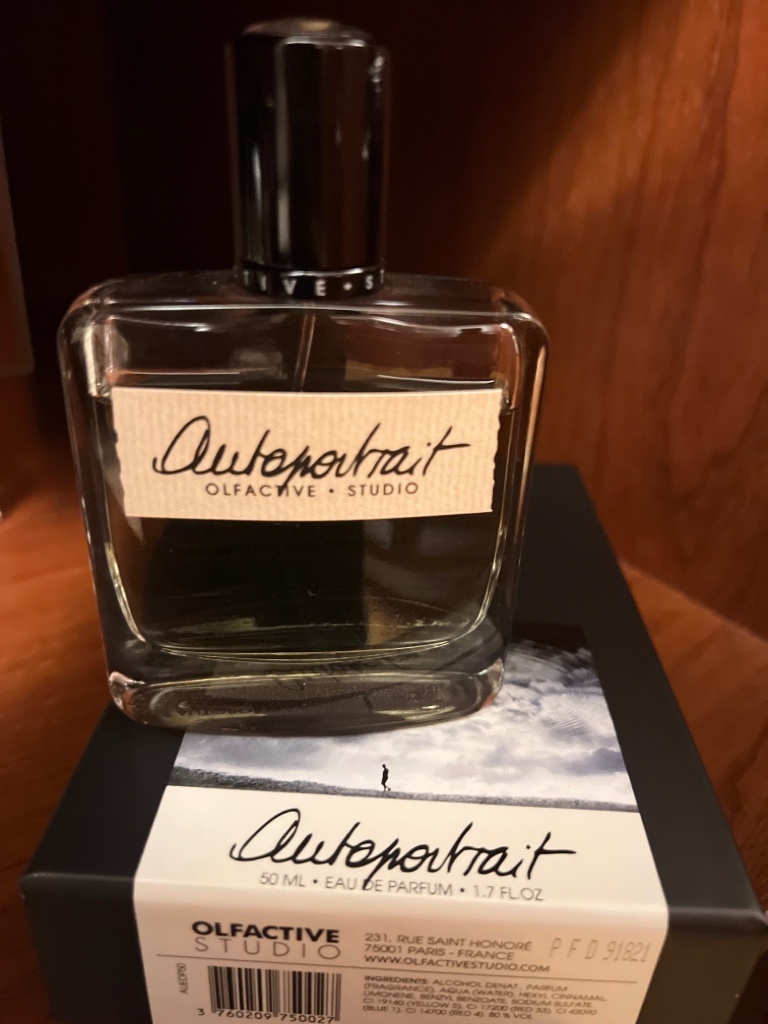 IVE • S
Autoportrait
OLFACTIVE • STUDIO
Autoportrait
50 ML • EAU DE PARFUM • 1.7 FL.OZ
OLFACTIVE
STUDIO
231, RUE SAINT HONORÉ
75001 PARIS - FRANCE
WWW.OLFACTIVESTUDIO.COM
PFD 91821
AUEDP50
3 760209 750027
INGREDIENTS: ALCOHOL DENAT., PARFUM
(FRAGRANCE), AQUA (WATER), HEXYL CINNAMAL,
LIMONENE, BENZYL BENZOATE, SODIUM SULFATE,
CI 19140 (YELLOW 5), CI 17200 (RED 33), CI 42090
(BLUE 1), CI 14700 (RED 4). 80 % VOL